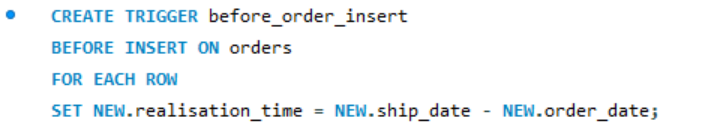 CREATE TRIGGER before_order_insert
BEFORE INSERT ON orders
FOR EACH ROW
SET NEW.realisation_time = NEW.ship_date - NEW.order_date;